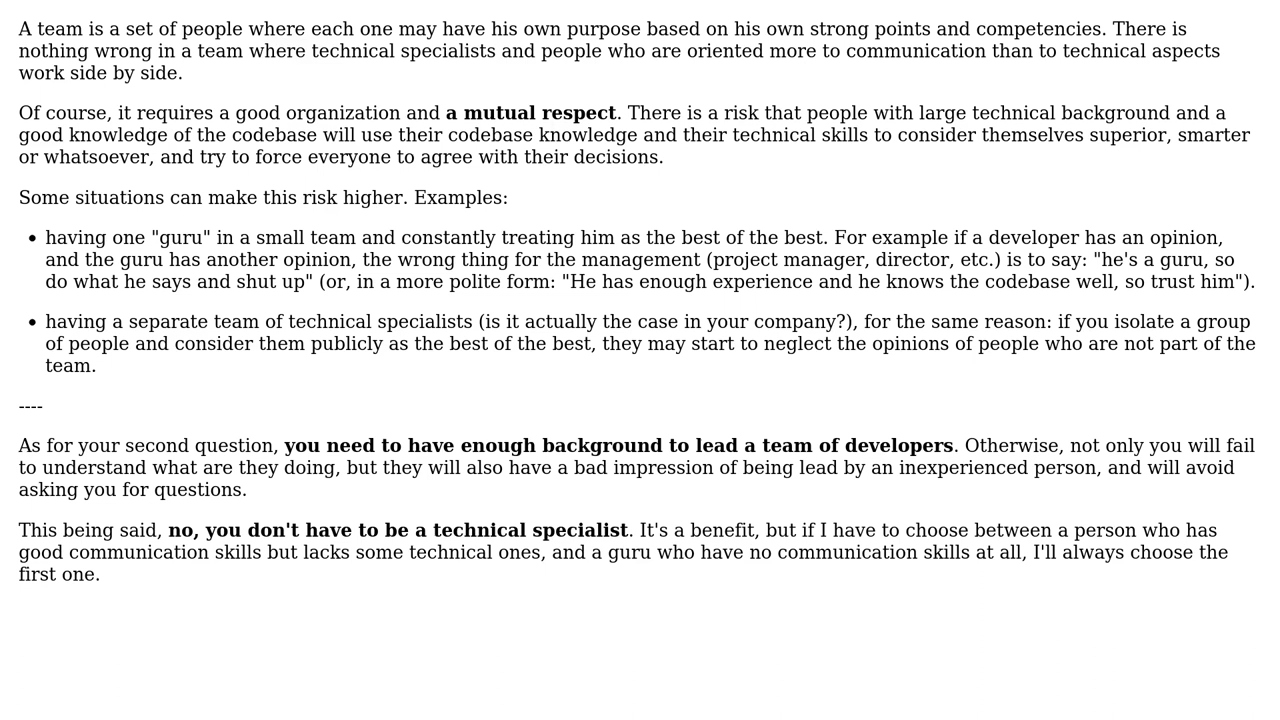 A team is a set of people where each one may have his own purpose based on his own strong points and competencies. There is
nothing wrong in a team where technical specialists and people who are oriented more to communication than to technical aspects
work side by side.
Of course, it requires a good organization and a mutual respect. There is a risk that people with large technical background and a
good knowledge of the codebase will use their codebase knowledge and their technical skills to consider themselves superior, smarter
or whatsoever, and try to force everyone to agree with their decisions.
Some situations can make this risk higher. Examples:
• having one "guru" in a small team and constantly treating him as the best of the best. For example if a developer has an opinion,
and the guru has another opinion, the wrong thing for the management (project manager, director, etc.) is to say: "he's a guru, so
do what he says and shut up" (or, in a more polite form: "He has enough experience and he knows the codebase well, so trust him").
• having a separate team of technical specialists (is it actually the case in your company?), for the same reason: if you isolate a group
of people and consider them publicly as the best of the best, they may start to neglect the opinions of people who are not part of the
team.
----
As for your second question, you need to have enough background to lead a team of developers. Otherwise, not only you will fail
to understand what are they doing, but they will also have a bad impression of being lead by an inexperienced person, and will avoid
asking you for questions.
This being said, no, you don't have to be a technical specialist. It's a benefit, but if I have to choose between a person who has
good communication skills but lacks some technical ones, and a guru who have no communication skills at all, I'll always choose the
first one.